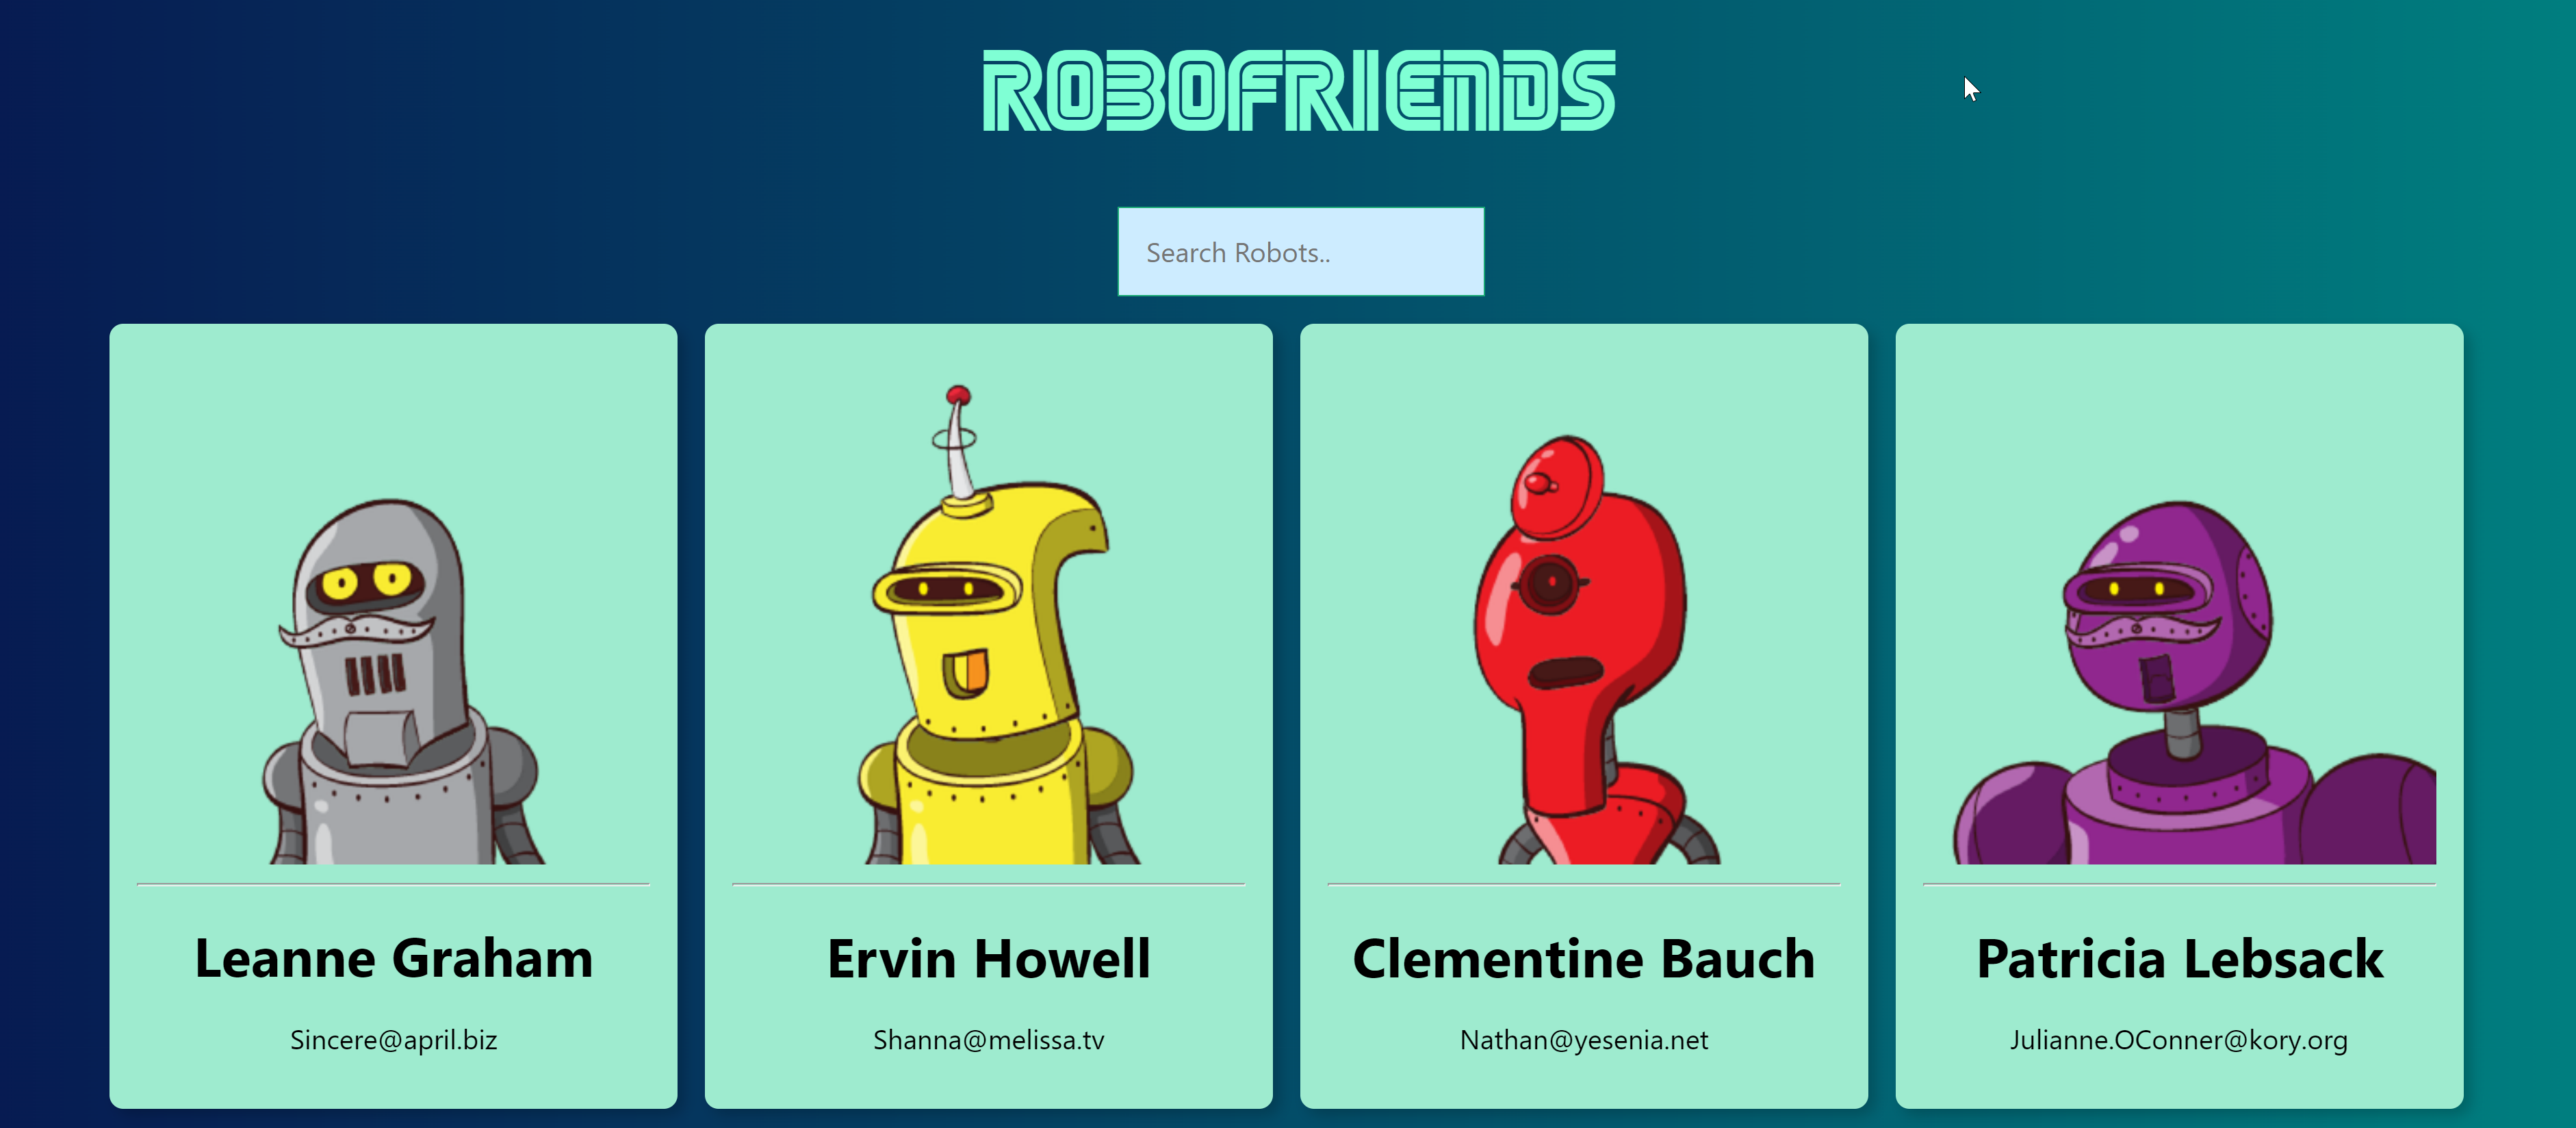 ROBOFRIENDS
Search Robots..
Leanne Graham
Sincere@april.biz
Ervin Howell
Shanna@melissa.tv
Clementine Bauch
Nathan@yesenia.net
Patricia Lebsack
Julianne.OConner@kory.org